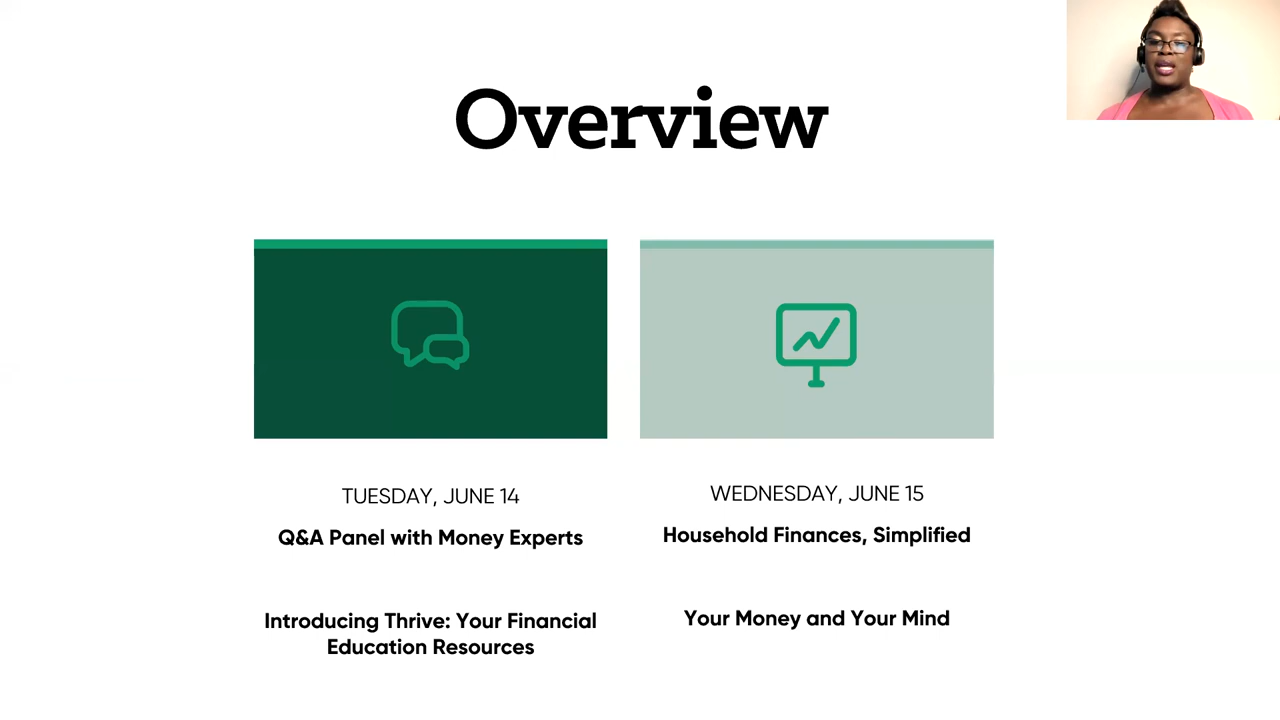 Overview
TUESDAY, JUNE 14
Q&A Panel with Money Experts
Introducing Thrive: Your Financial
Education Resources
WEDNESDAY, JUNE 15
Household Finances, Simplified
Your Money and Your Mind